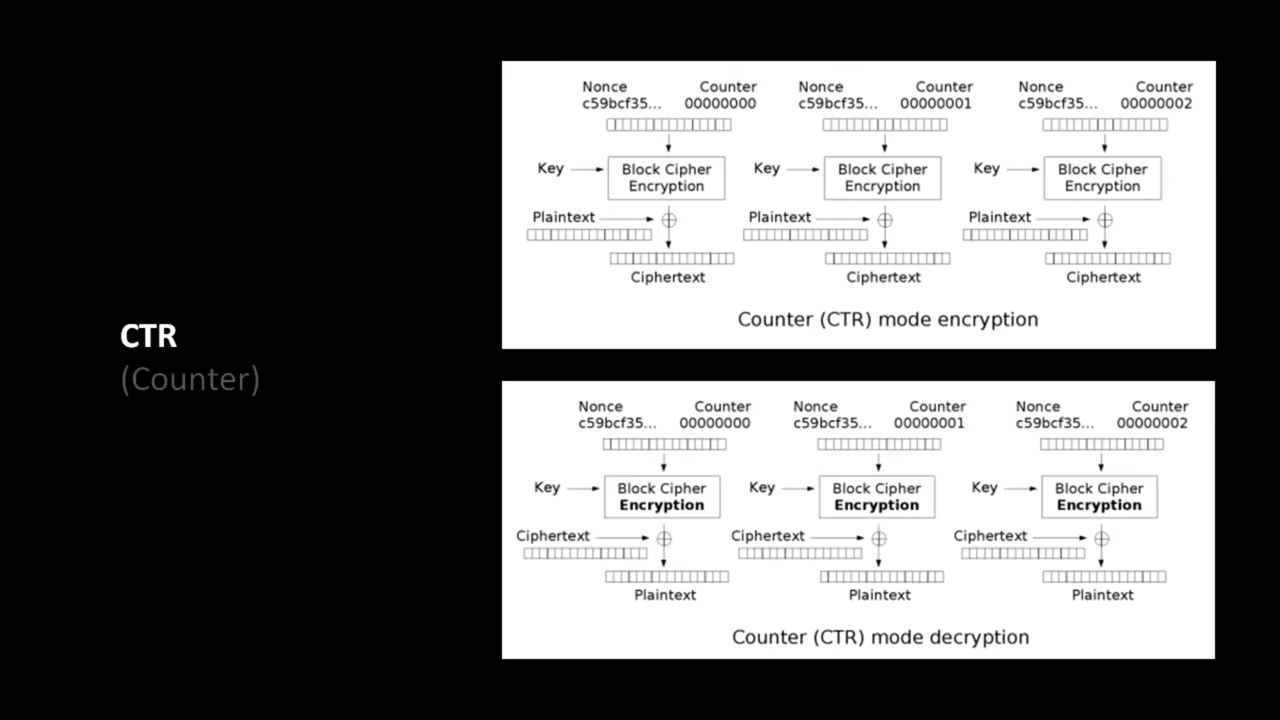 CTR
(Counter)
Nonce Counter Nonce Counter Nonce Counter
c59bcf35... 00000000 c59bcf35... 00000001 c59bcf35... 00000002
Key Block Cipher Key Block Cipher Key Block Cipher
Encryption Encryption Encryption
Plaintext Plaintext Plaintext
Ciphertext Ciphertext Ciphertext
Counter (CTR) mode encryption
Nonce Counter Nonce Counter Nonce Counter
c59bcf35... 00000000 c59bcf35... 00000001 c59bcf35... 00000002
Key Block Cipher Key Block Cipher Key Block Cipher
Encryption Encryption Encryption
Ciphertext Ciphertext Ciphertext
Plaintext Plaintext Plaintext
Counter (CTR) mode decryption